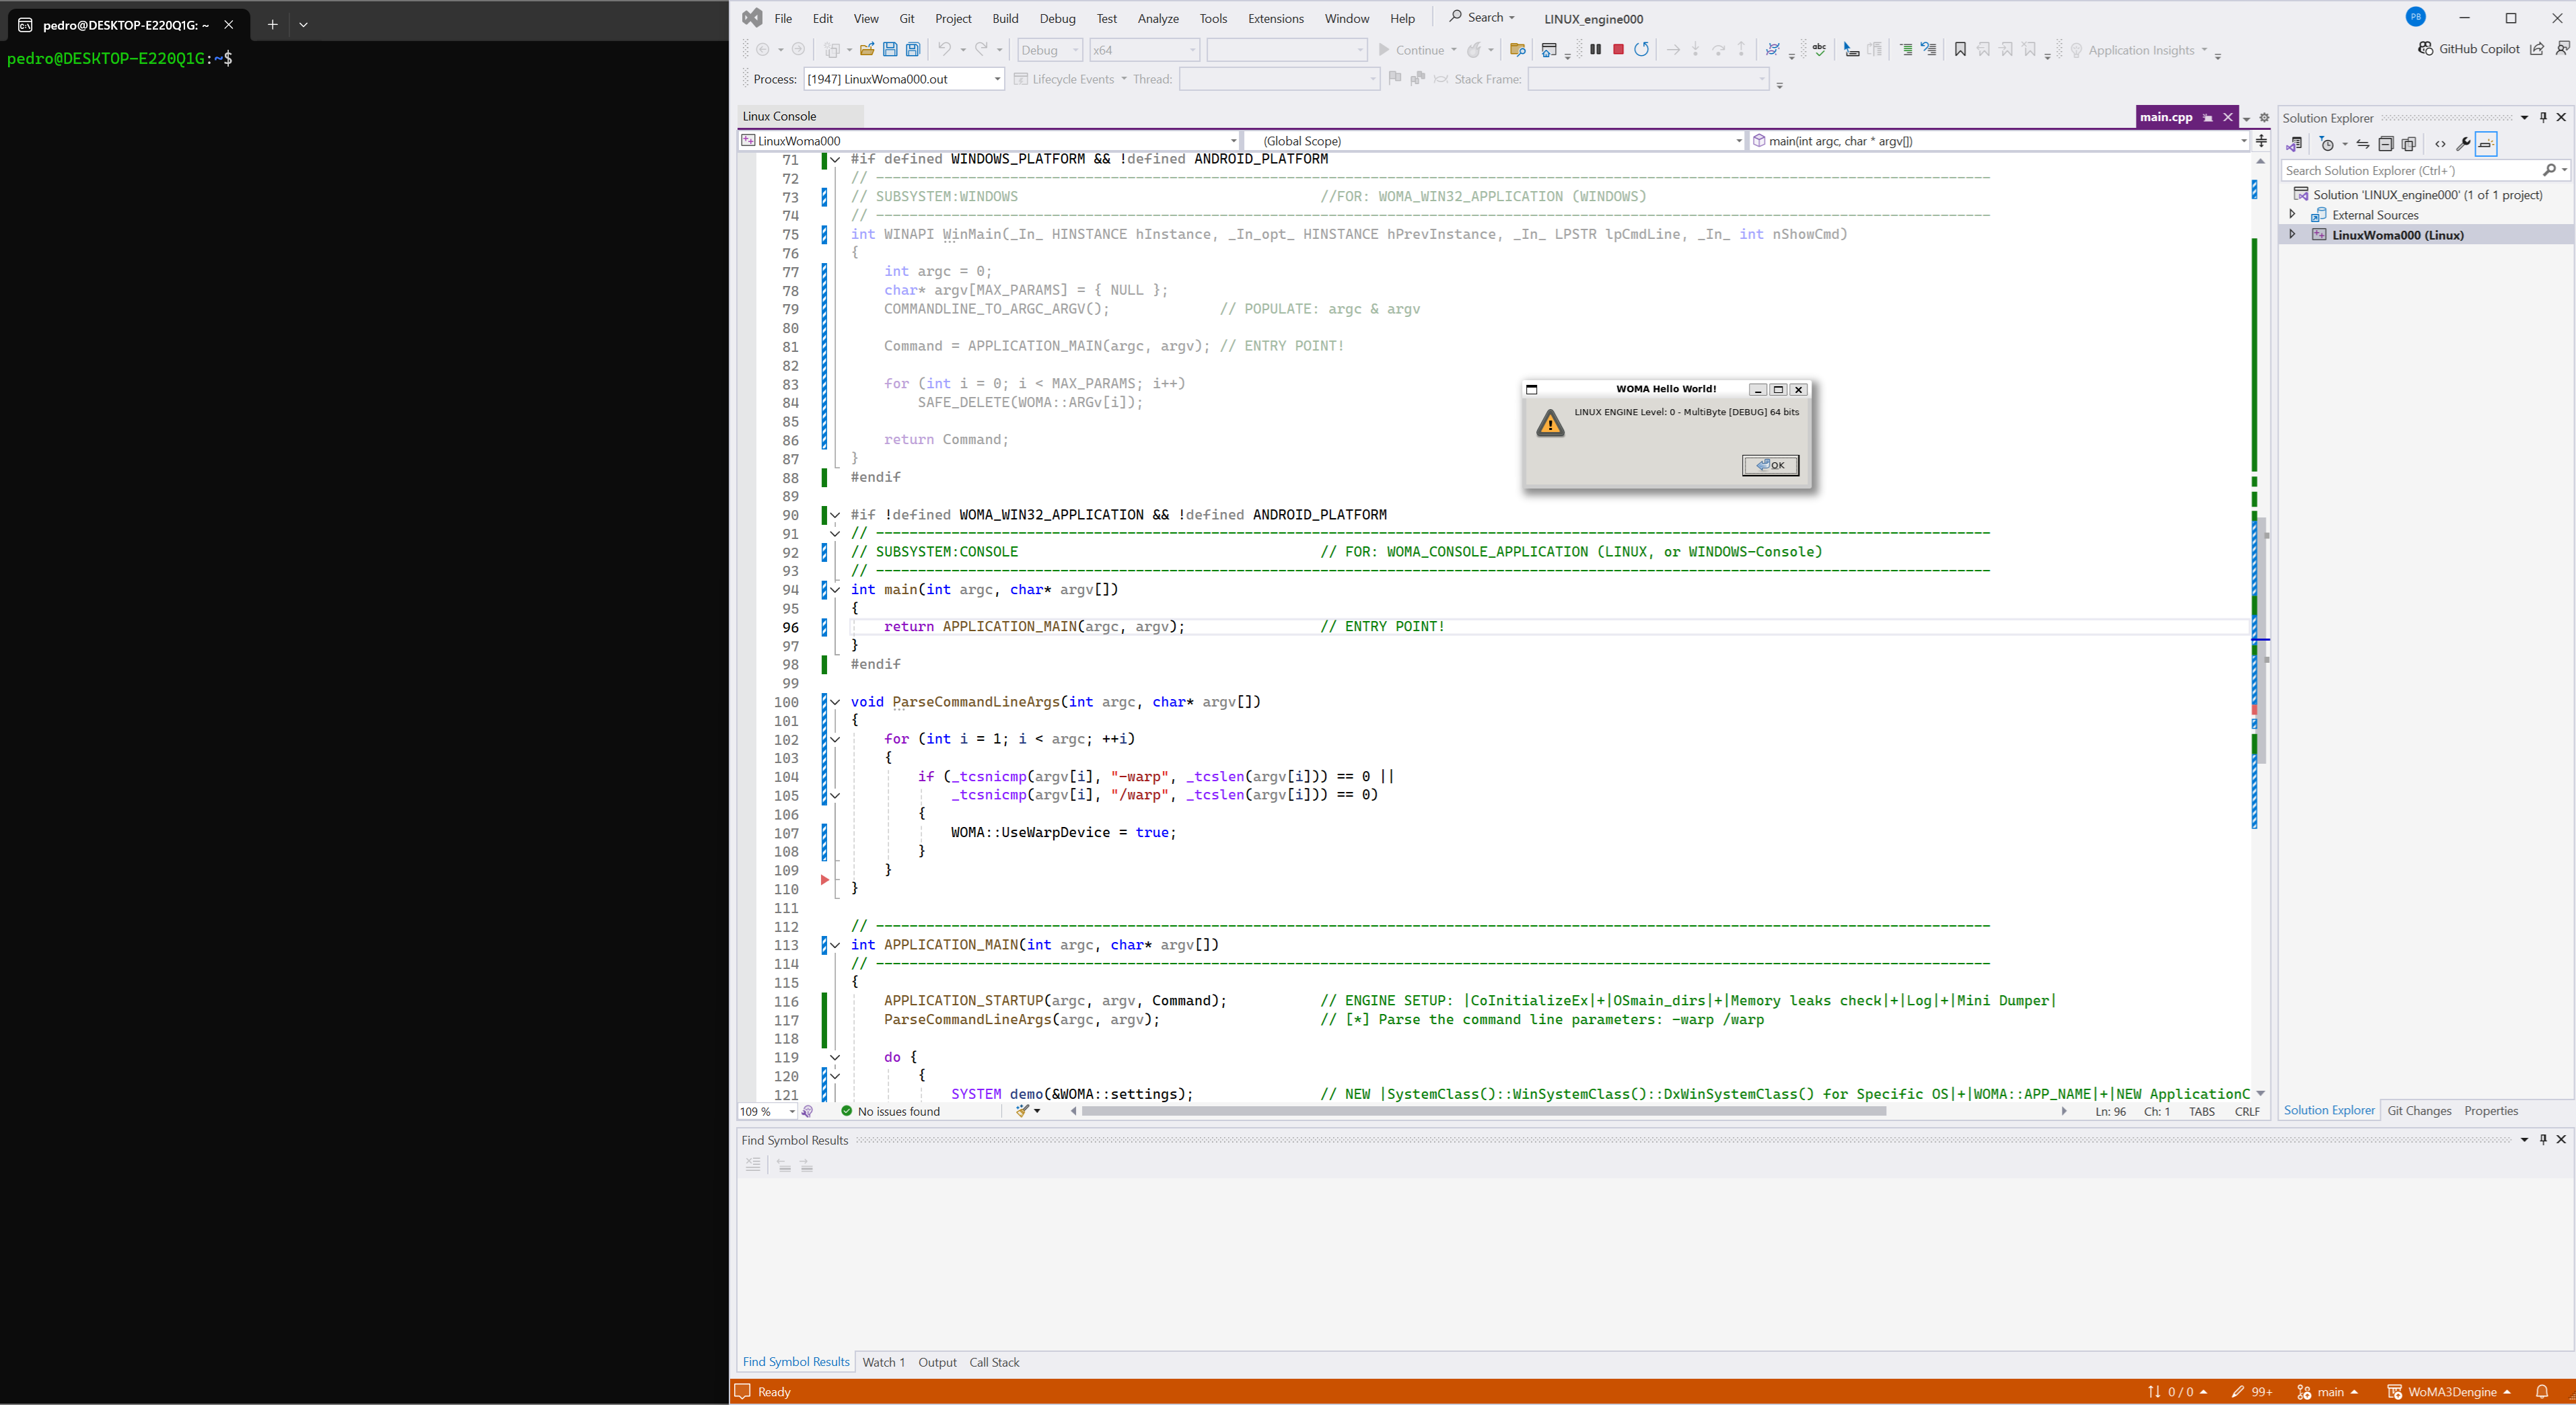 pedro@DESKTOP-E220Q1G: ~
pedro@DESKTOP-E220Q1G:~$
File Edit View Git Project Build Debug Test Analyze Tools Extensions Window Help Search LINUX_engine000 PB
Debug x64 Continue Application Insights GitHub Copilot
Process: [1947] LinuxWoma000.out Lifecycle Events Thread: Stack Frame:
Linux Console main.cpp
LinuxWoma000 (Global Scope) main(int argc, char * argv[])
71 #if defined WINDOWS_PLATFORM && !defined ANDROID_PLATFORM
72 // ----------------------------------------------------------------
73 // SUBSYSTEM:WINDOWS //FOR: WOMA_WIN32_APPLICATION (WINDOWS)
74 // ----------------------------------------------------------------
75 int WINAPI WinMain(_In_ HINSTANCE hInstance, _In_opt_ HINSTANCE hPrevInstance, _In_ LPSTR lpCmdLine, _In_ int nShowCmd)
76 {
77 int argc = 0;
78 char* argv[MAX_PARAMS] = { NULL };
79 COMMANDLINE_TO_ARGC_ARGV(); // POPULATE: argc & argv
80
81 Command = APPLICATION_MAIN(argc, argv); // ENTRY POINT!
82
83 for (int i = 0; i < MAX_PARAMS; i++)
84 SAFE_DELETE(WOMA::ARGv[i]);
85
86 return Command;
87 }
88 #endif
89
90 #if !defined WOMA_WIN32_APPLICATION && !defined ANDROID_PLATFORM
91 // ----------------------------------------------------------------
92 // SUBSYSTEM:CONSOLE // FOR: WOMA_CONSOLE_APPLICATION (LINUX, or WINDOWS-Console)
93 // ----------------------------------------------------------------
94 int main(int argc, char* argv[])
95 {
96 return APPLICATION_MAIN(argc, argv); // ENTRY POINT!
97 }
98 #endif
99
100 void ParseCommandLineArgs(int argc, char* argv[])
101 {
102 for (int i = 1; i < argc; ++i)
103 {
104 if (_tcsnicmp(argv[i], "-warp", _tcslen(argv[i])) == 0 ||
105 _tcsnicmp(argv[i], "/warp", _tcslen(argv[i])) == 0)
106 {
107 WOMA::UseWarpDevice = true;
108 }
109 }
110 }
111
112 // ----------------------------------------------------------------
113 int APPLICATION_MAIN(int argc, char* argv[])
114 // ----------------------------------------------------------------
115 {
116 APPLICATION_STARTUP(argc, argv, Command); // ENGINE SETUP: |CoInitializeEx|+|OSmain_dirs|+|Memory leaks check|+|Log|+|Mini Dumper|
117 ParseCommandLineArgs(argc, argv); // [*] Parse the command line parameters: -warp /warp
118
119 do {
120 {
121 SYSTEM demo(&WOMA::settings); // NEW |SystemClass()::WinSystemClass()::DxWinSystemClass() for Specific OS|+|WOMA::APP_NAME|+|NEW ApplicationC
WOMA Hello World!
LINUX ENGINE Level: 0 - MultiByte [DEBUG] 64 bits
OK
109 % No issues found Ln: 96 Ch: 1 TABS CRLF
Solution Explorer
Search Solution Explorer (Ctrl+´)
Solution 'LINUX_engine000' (1 of 1 project)
External Sources
LinuxWoma000 (Linux)
Solution Explorer Git Changes Properties
Find Symbol Results
Find Symbol Results Watch 1 Output Call Stack
Ready 0 / 0 99+ main WoMA3Dengine